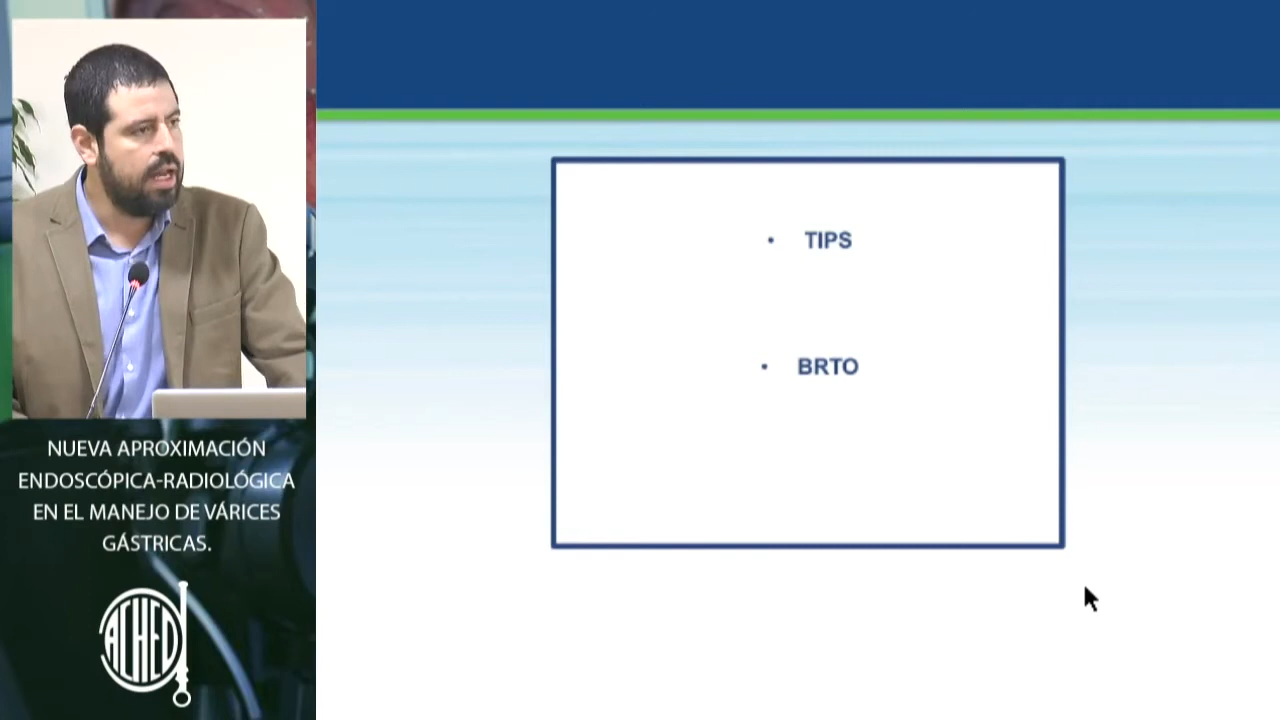 NUEVA APROXIMACIÓN
ENDOSCÓPICA-RADIOLÓGICA
EN EL MANEJO DE VÁRICES
GÁSTRICAS.
ACHED
• TIPS
• BRTO